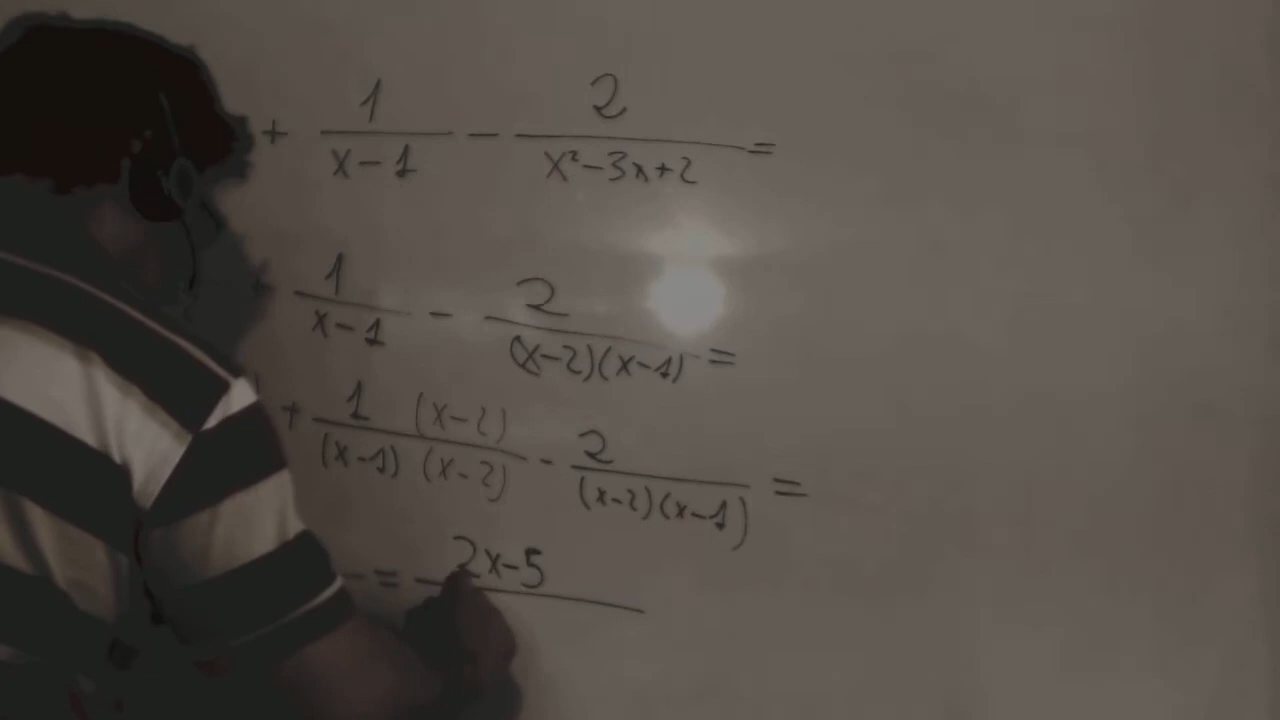 + 1/(x-1) - 2/(x²-3x+2) =
+ 1/(x-1) - 2/((x-2)(x-1)) =
+ 1 (x-2)/((x-1) (x-2)) - 2/((x-2)(x-1)) =
= 2x-5